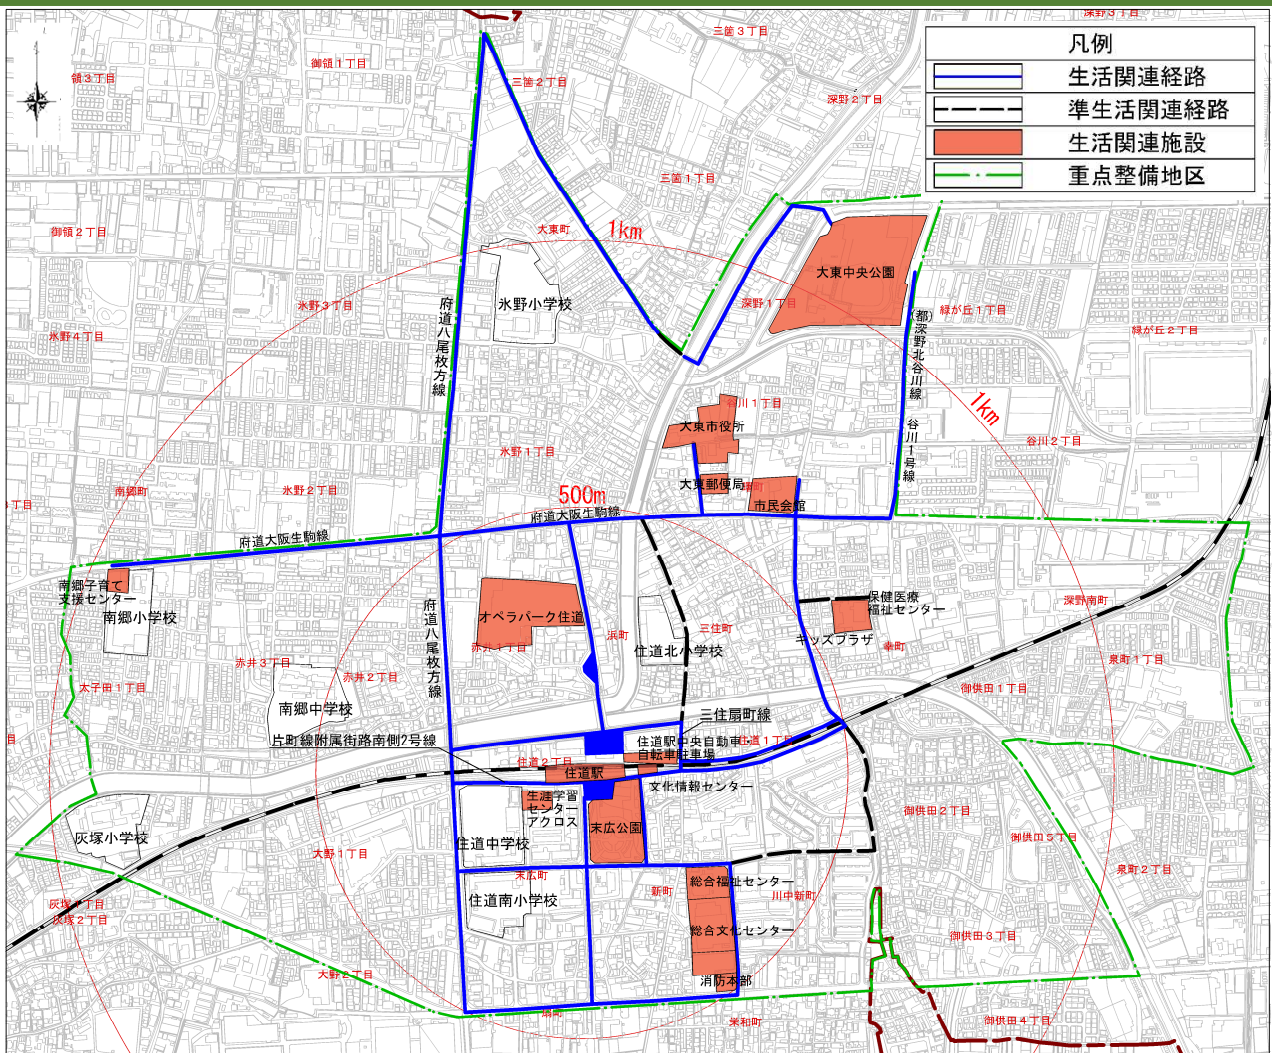 深野3丁目
三箇3丁目
凡例
生活関連経路
準生活関連経路
生活関連施設
重点整備地区
御領1丁目
領3丁目
三箇2丁目
深野2丁目
三箇1丁目
御領2丁目
大東町
1km
大東中央公園
氷野小学校
氷野3丁目
深野1丁目
緑が丘1丁目
緑が丘2丁目
氷野4丁目
府道八尾枚方線
(都)深野北谷川線
谷川1丁目
1km
大東市役所
谷川1号線
谷川2丁目
氷野1丁目
南郷町
氷野2丁目
大東郵便局
500m
市民会館
府道大阪生駒線
府道大阪生駒線
丁目
南郷子育て
支援センター
南郷小学校
府道八尾枚方線
オペラパーク住道
浜町
三住町
住道北小学校
保健医療
福祉センター
キッズプラザ
幸町
深野南町
泉町1丁目
赤井3丁目
赤井2丁目
太子田1丁目
南郷中学校
御供田1丁目
三住扇町線
片町線附属街路南側2号線
住道駅中央自動車・
自転車駐車場
住道1丁目
住道2丁目
住道駅
文化情報センター
生涯学習
センター
アクロス
末広公園
住道中学校
御供田2丁目
御供田5丁目
灰塚小学校
大野1丁目
末広町
新町
総合福祉センター
川中新町
泉町2丁目
住道南小学校
灰塚2丁目
総合文化センター
御供田3丁目
大野2丁目
消防本部
扇町
栄和町
御供田4丁目